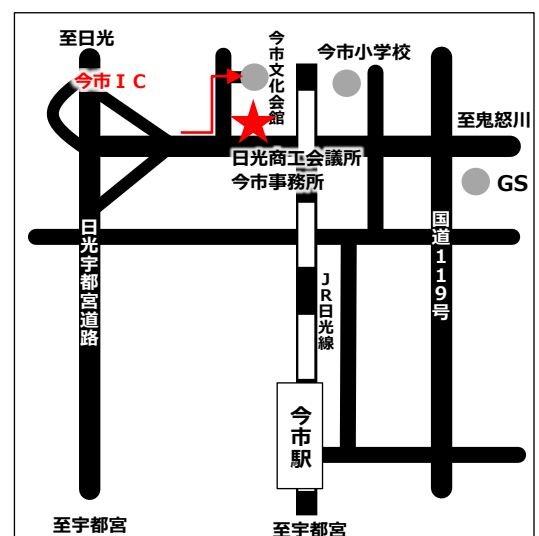 至日光
今市IC
今市文化会館
今市小学校
至鬼怒川
日光商工会議所
今市事務所
GS
日光宇都宮道路
国道119号
JR日光線
今市駅
至宇都宮
至宇都宮